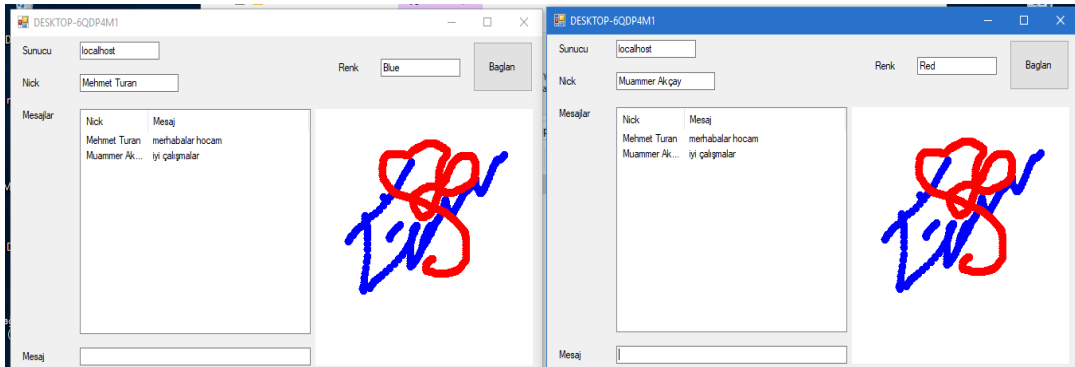 DESKTOP-6QDP4M1
Sunucu localhost
Renk Blue Baglan
Nick Mehmet Turan
Mesajlar
Nick Mesaj
Mehmet Turan merhabalar hocam
Muammer Ak... iyi çalışmalar
Mesaj
DESKTOP-6QDP4M1
Sunucu localhost
Renk Red Baglan
Nick Muammer Akçay
Mesajlar
Nick Mesaj
Mehmet Turan merhabalar hocam
Muammer Ak... iyi çalışmalar
Mesaj